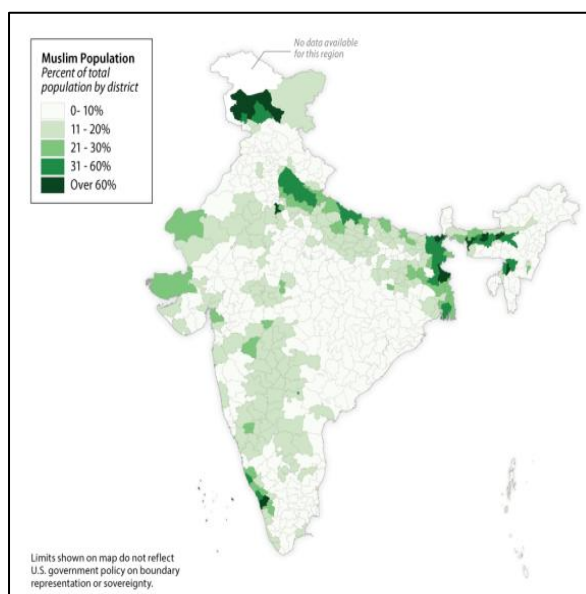 No data available
for this region
Muslim Population
Percent of total
population by district
0- 10%
11 - 20%
21 - 30%
31 - 60%
Over 60%
Limits shown on map do not reflect
U.S. government policy on boundary
representation or sovereignty.